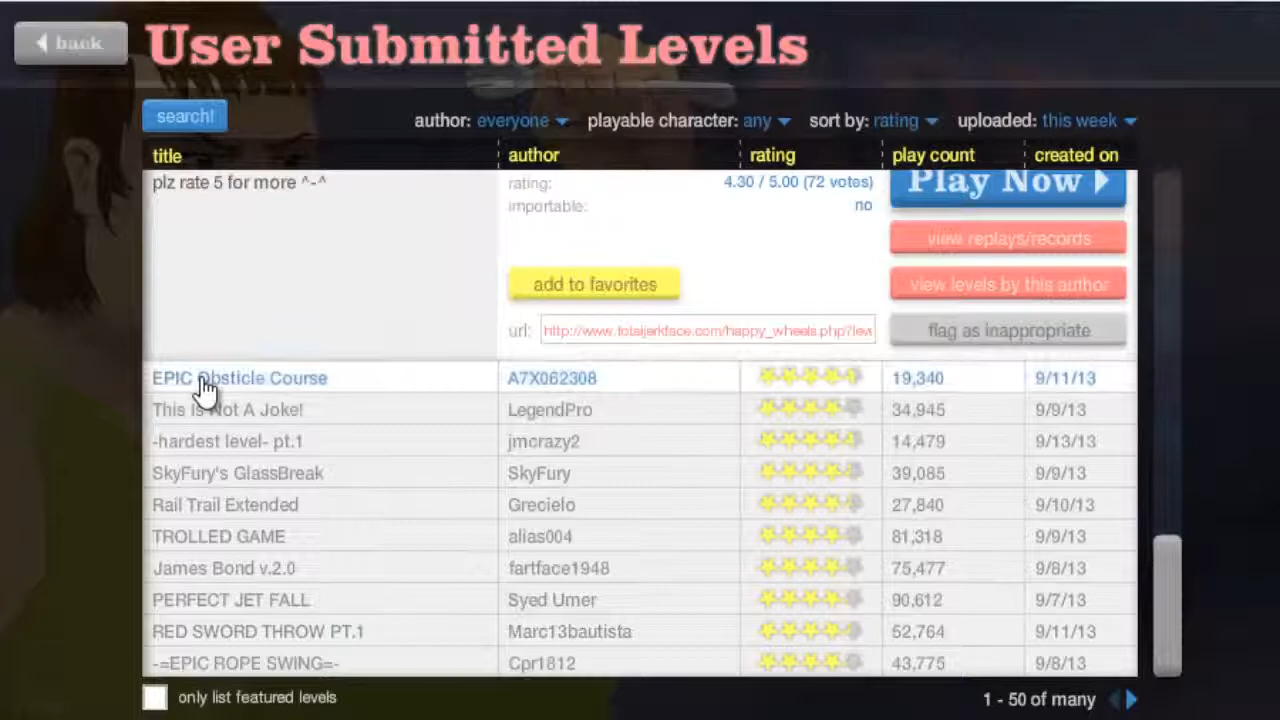 back
User Submitted Levels
search!
author: everyone
playable character: any
sort by: rating
uploaded: this week
title author rating play count created on
plz rate 5 for more ^-^
rating: 4.30 / 5.00 (72 votes)
importable: no
Play Now
view replays/records
add to favorites
view levels by this author
url: http://www.totaljerkface.com/happy_wheels.php?lev
flag as inappropriate
EPIC Obsticle Course A7X062308 19,340 9/11/13
This Is Not A Joke! LegendPro 34,945 9/9/13
-hardest level- pt.1 jmcrazy2 14,479 9/13/13
SkyFury's GlassBreak SkyFury 39,085 9/9/13
Rail Trail Extended Grecielo 27,840 9/10/13
TROLLED GAME alias004 81,318 9/9/13
James Bond v.2.0 fartface1948 75,477 9/8/13
PERFECT JET FALL Syed Umer 90,612 9/7/13
RED SWORD THROW PT.1 Marc13bautista 52,764 9/11/13
-=EPIC ROPE SWING=- Cpr1812 43,775 9/8/13
only list featured levels
1 - 50 of many